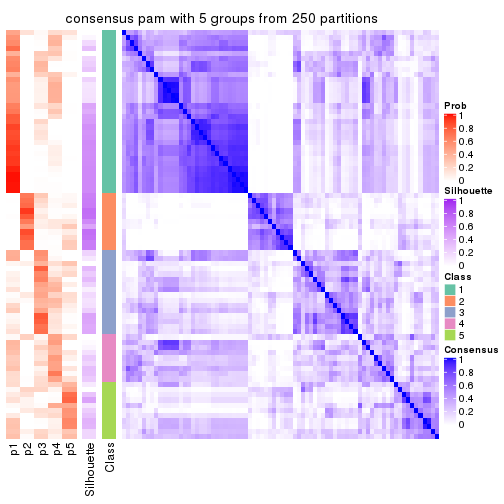 consensus pam with 5 groups from 250 partitions
Prob
1
0.8
0.6
0.4
0.2
0
Silhouette
1
0.8
0.6
0.4
0.2
0
Class
1
2
3
4
5
Consensus
1
0.8
0.6
0.4
0.2
0
p1
p2
p3
p4
p5
Silhouette
Class